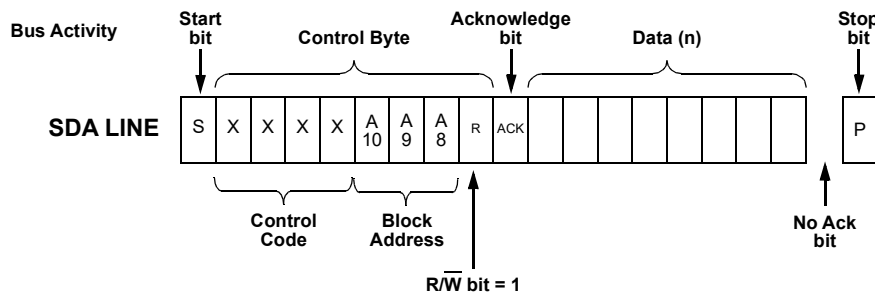 Bus Activity
Start
bit
Control Byte
Acknowledge
bit
Data (n)
Stop
bit
SDA LINE
S X X X X A
10 A
9 A
8 R ACK P
Control
Code
Block
Address
No Ack
bit
R/W̅ bit = 1